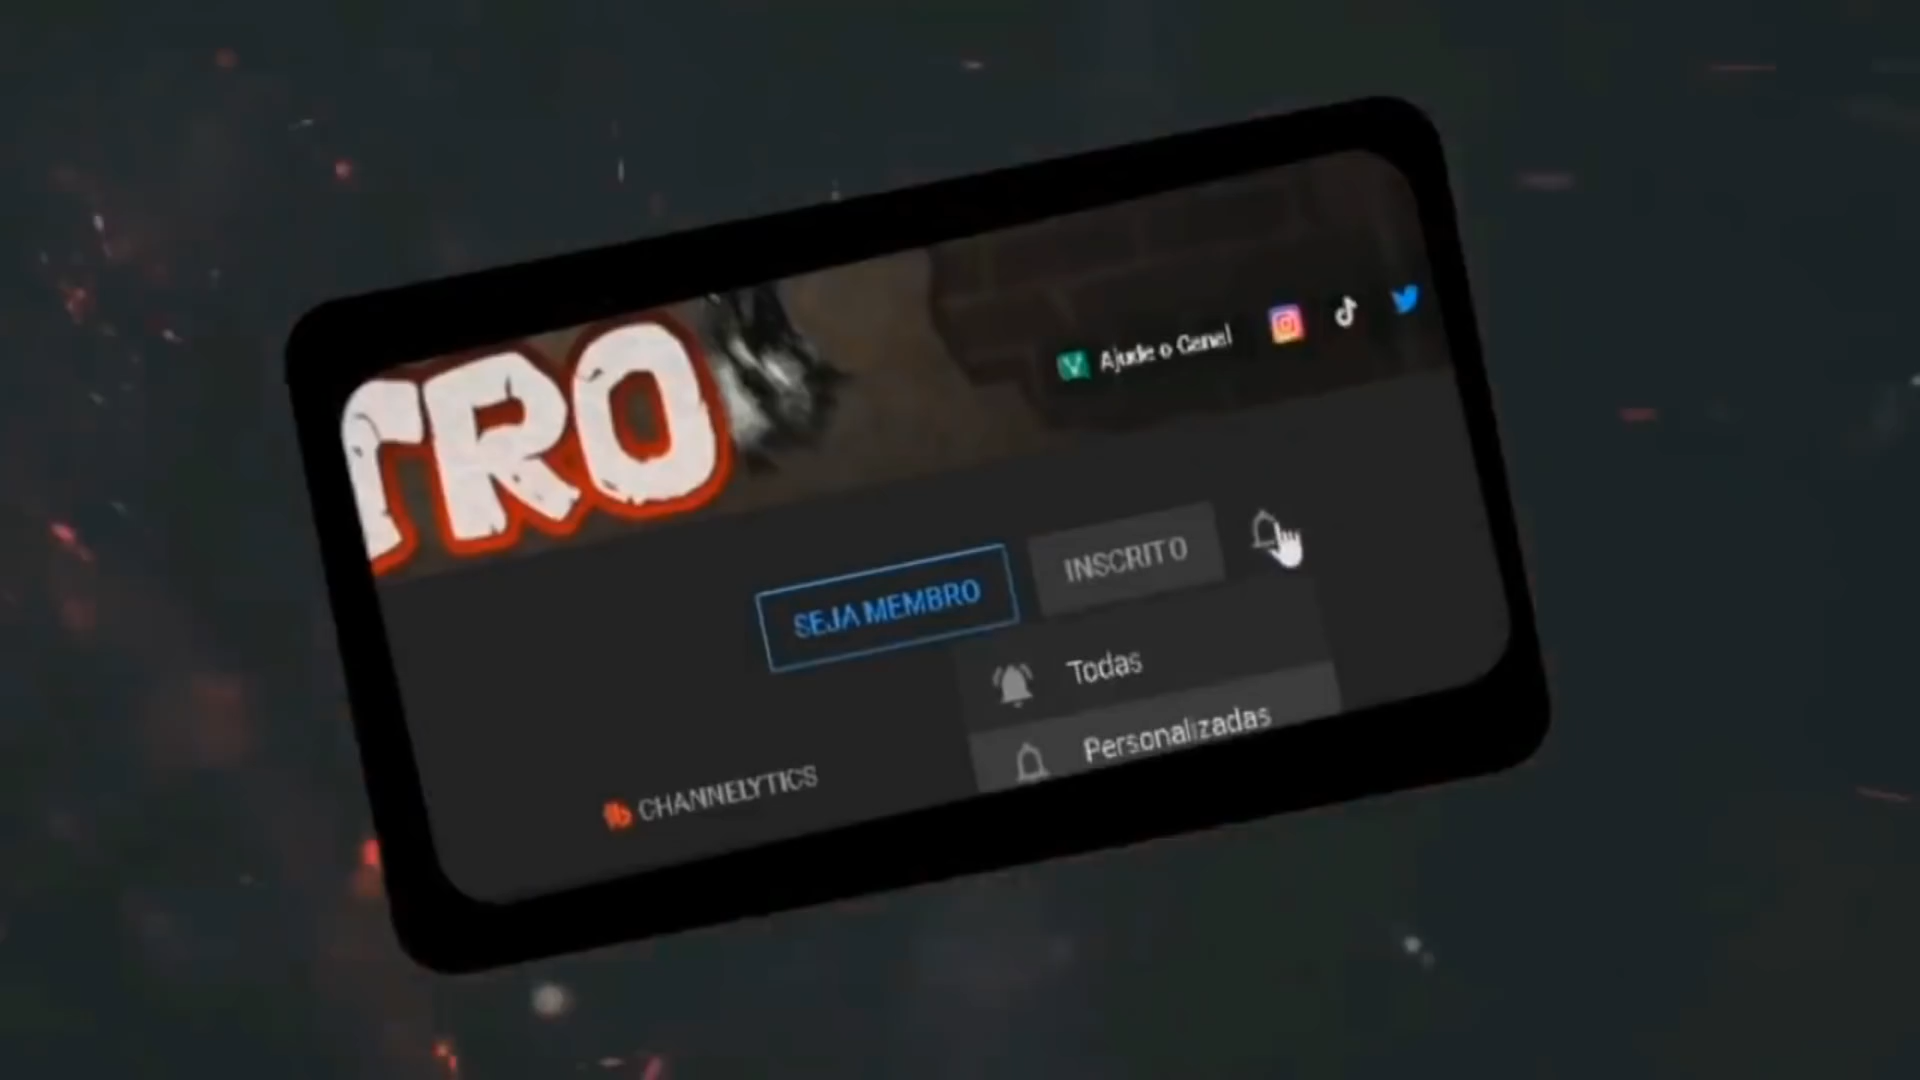 TRO
Ajude o Canal
SEJA MEMBRO
INSCRITO
Todas
Personalizadas
CHANNELYTICS